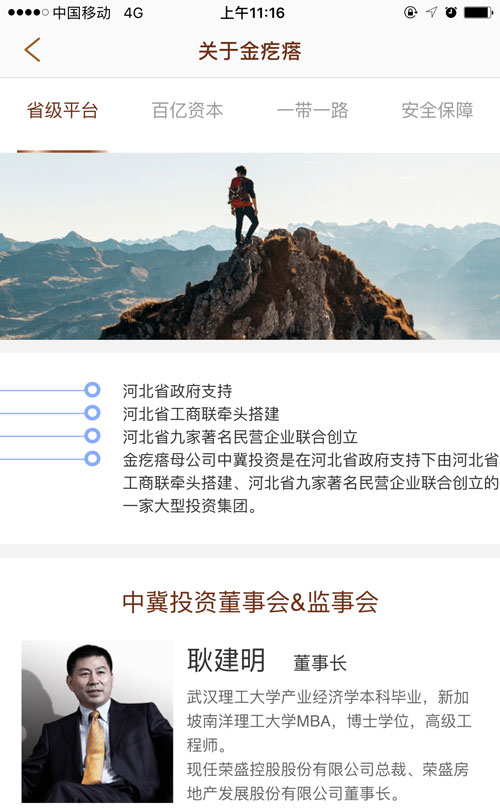 中国移动 4G 上午11:16
关于金疙瘩
省级平台 百亿资本 一带一路 安全保障
河北省政府支持
河北省工商联牵头搭建
河北省九家著名民营企业联合创立
金疙瘩母公司中冀投资是在河北省政府支持下由河北省
工商联牵头搭建、河北省九家著名民营企业联合创立的
一家大型投资集团。
中冀投资董事会&监事会
耿建明 董事长
武汉理工大学产业经济学本科毕业，新加
坡南洋理工大学MBA，博士学位，高级工
程师。
现任荣盛控股股份有限公司总裁、荣盛房
地产发展股份有限公司董事长。